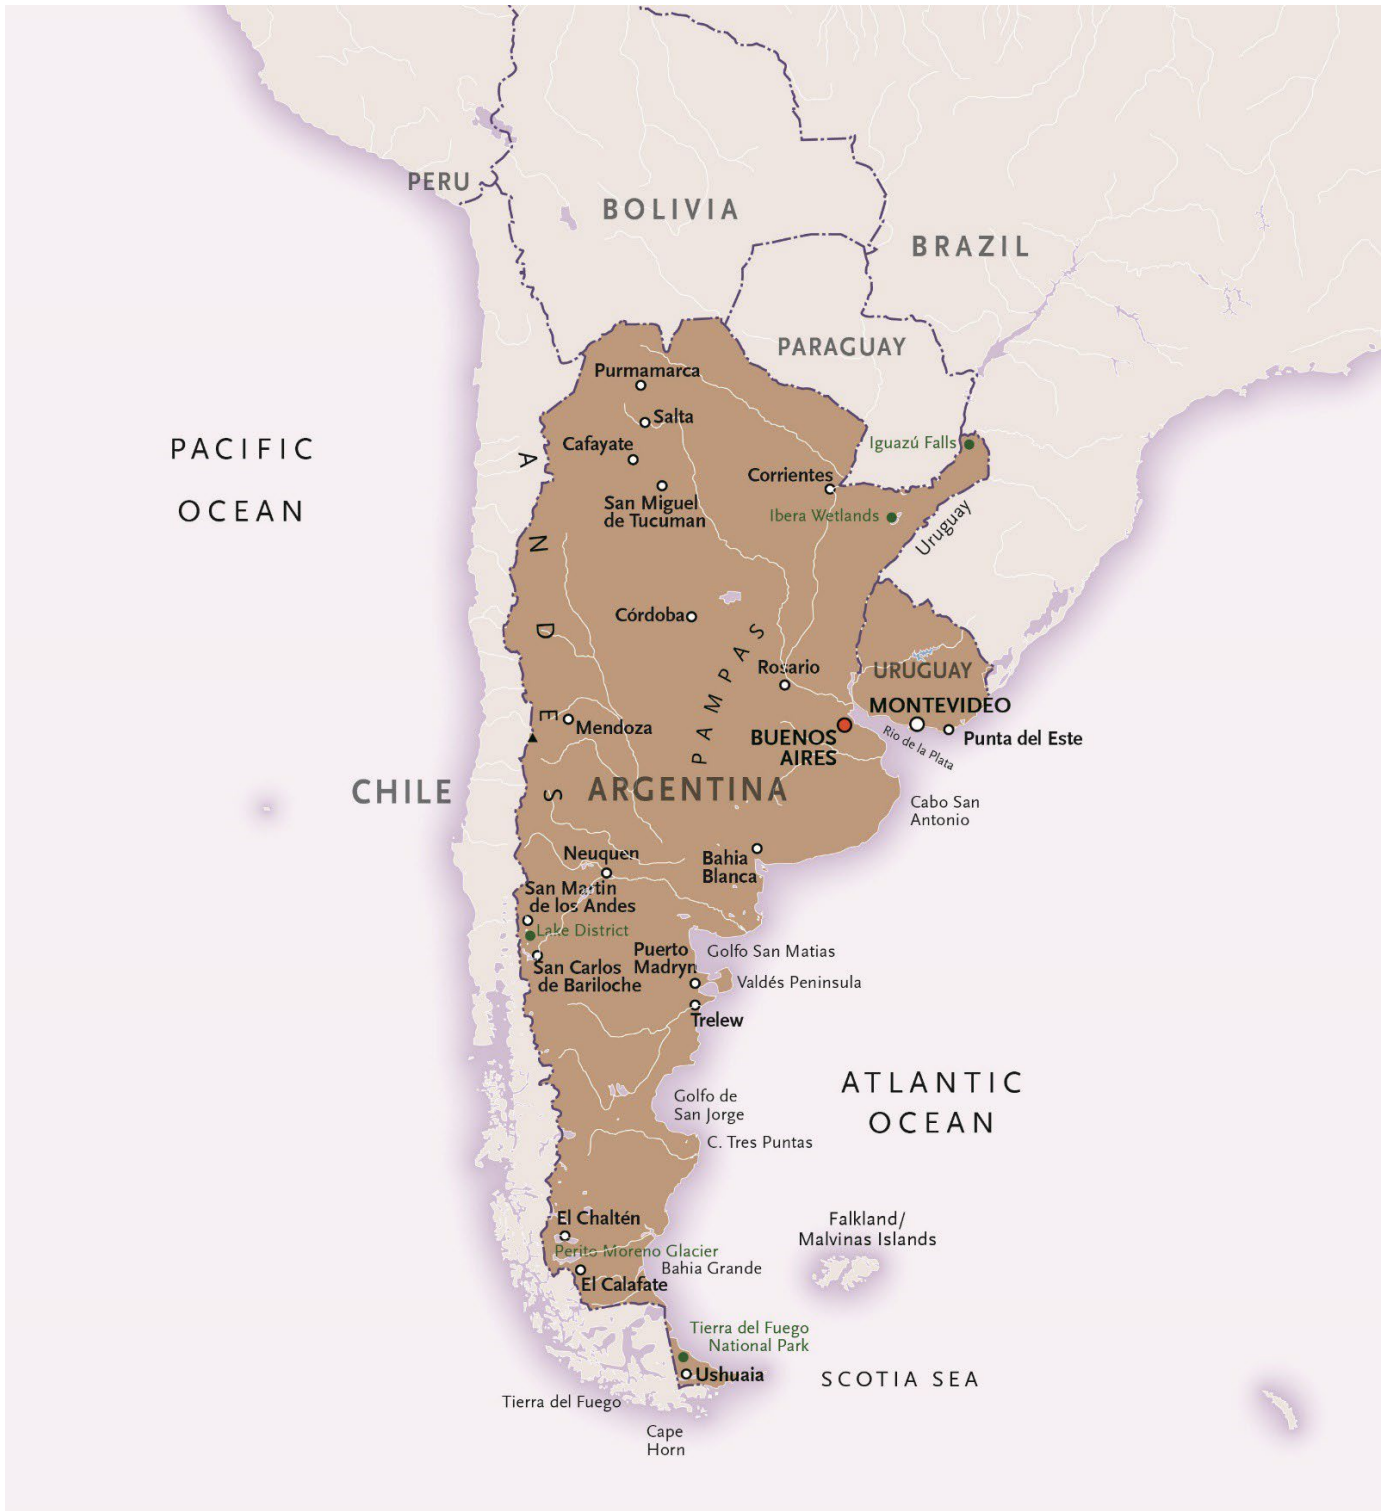 PERU
BOLIVIA
BRAZIL
PARAGUAY
Purmamarca
Salta
Cafayate
Iguazú Falls
PACIFIC
OCEAN
ANDES
Corrientes
San Miguel
de Tucuman
Ibera Wetlands
Uruguay
Córdoba
PAMPAS
Rosario
URUGUAY
MONTEVIDEO
Mendoza
BUENOS
AIRES
Rio de la Plata
Punta del Este
CHILE
ARGENTINA
Cabo San
Antonio
Neuquen
Bahia
Blanca
San Martin
de los Andes
Lake District
Puerto
Madryn
Golfo San Matias
San Carlos
de Bariloche
Valdés Peninsula
Trelew
ATLANTIC
OCEAN
Golfo de
San Jorge
C. Tres Puntas
El Chaltén
Falkland/
Malvinas Islands
Perito Moreno Glacier
Bahia Grande
El Calafate
Tierra del Fuego
National Park
Ushuaia
SCOTIA SEA
Tierra del Fuego
Cape
Horn